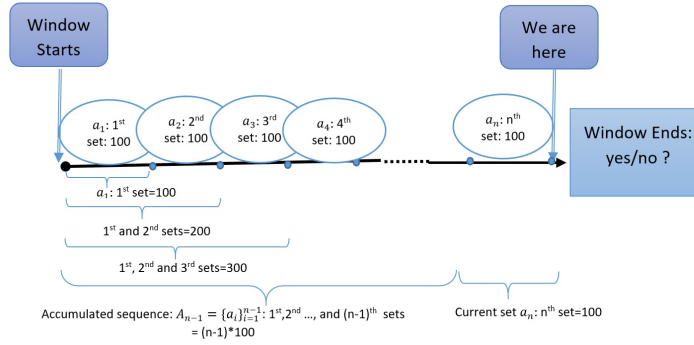 Window
Starts
We are
here
a₁: 1ˢᵗ
set: 100
a₂: 2ⁿᵈ
set: 100
a₃: 3ʳᵈ
set: 100
a₄: 4ᵗʰ
set: 100
aₙ: nᵗʰ
set: 100
Window Ends:
yes/no ?
a₁: 1ˢᵗ set=100
1ˢᵗ and 2ⁿᵈ sets=200
1ˢᵗ, 2ⁿᵈ and 3ʳᵈ sets=300
Accumulated sequence: Aₙ₋₁ = {aᵢ}ᵢ₌₁ⁿ⁻¹: 1ˢᵗ,2ⁿᵈ ..., and (n-1)ᵗʰ sets
= (n-1)*100
Current set aₙ: nᵗʰ set=100